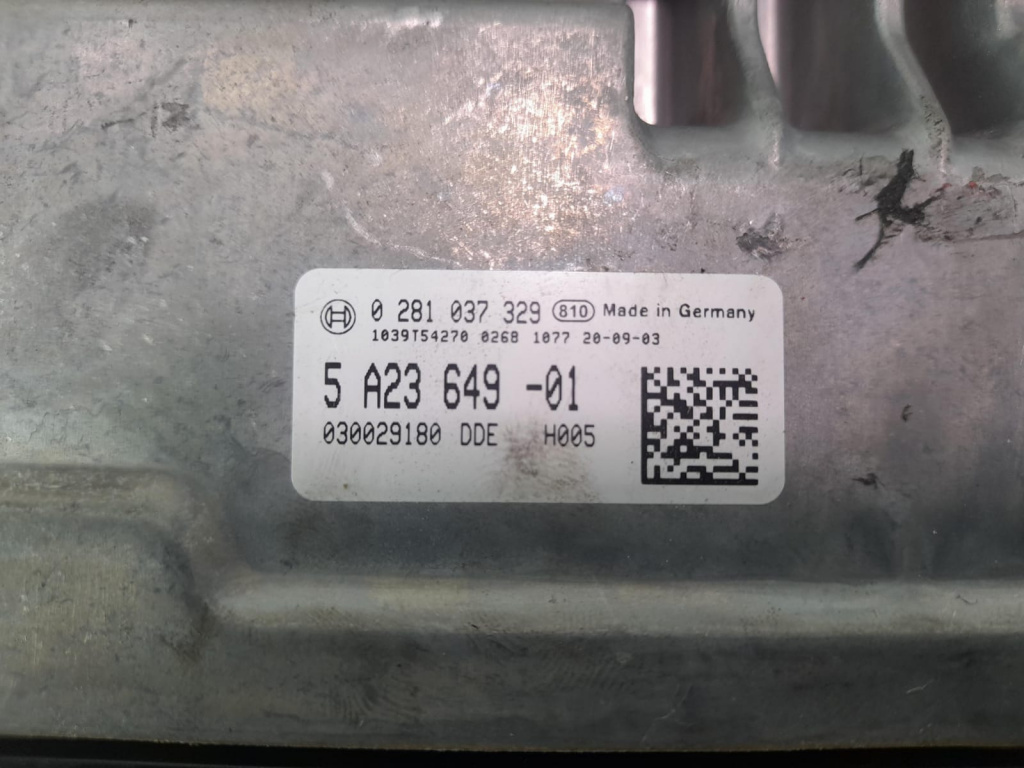 0 281 037 329 810 Made in Germany
1039T54270 0268 1077 20-09-03
5 A23 649 -01
030029180 DDE H005